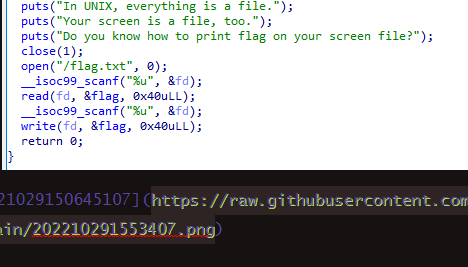 puts("In UNIX, everything is a file.");
puts("Your screen is a file, too.");
puts("Do you know how to print flag on your screen file?");
close(1);
open("/flag.txt", 0);
__isoc99_scanf("%u", &fd);
read(fd, &flag, 0x40uLL);
__isoc99_scanf("%u", &fd);
write(fd, &flag, 0x40uLL);
return 0;
}
21029150645107](https://raw.githubusercontent.com
ain/202210291553407.png)